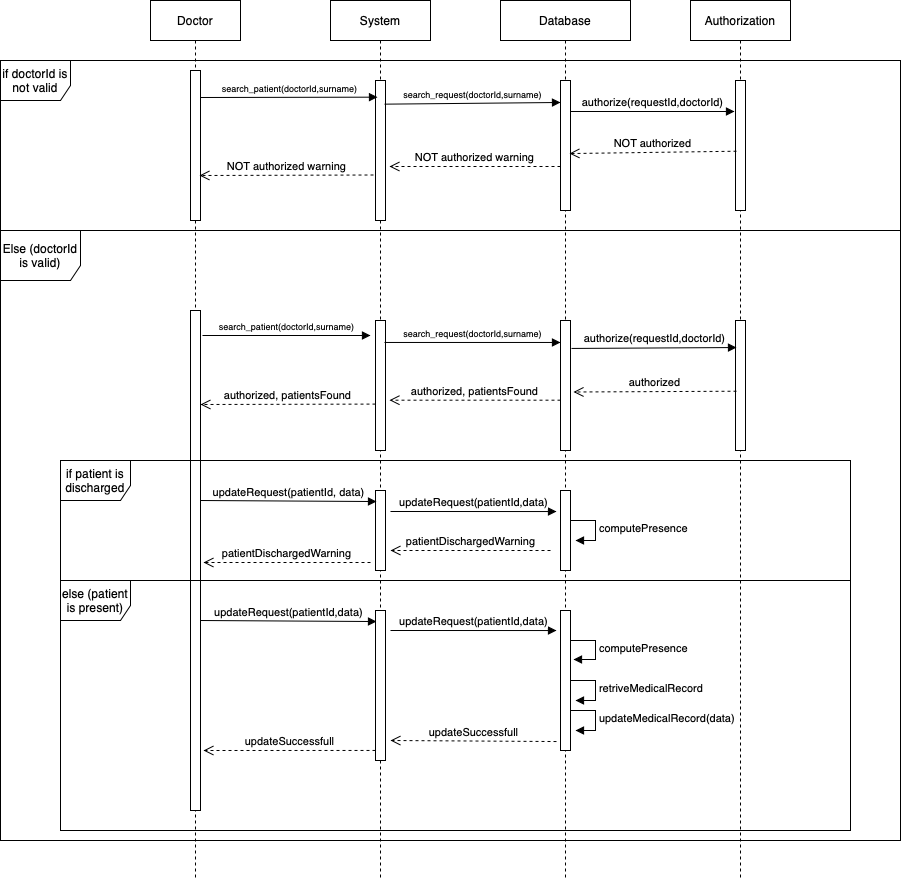 Doctor
System
Database
Authorization
if doctorId is
not valid
search_patient(doctorId,surname)
search_request(doctorId,surname)
authorize(requestId,doctorId)
NOT authorized
NOT authorized warning
NOT authorized warning
Else (doctorId
is valid)
search_patient(doctorId,surname)
search_request(doctorId,surname)
authorize(requestId,doctorId)
authorized
authorized, patientsFound
authorized, patientsFound
if patient is
discharged
updateRequest(patientId, data)
updateRequest(patientId,data)
computePresence
patientDischargedWarning
patientDischargedWarning
else (patient
is present)
updateRequest(patientId,data)
updateRequest(patientId,data)
computePresence
retriveMedicalRecord
updateMedicalRecord(data)
updateSuccessfull
updateSuccessfull